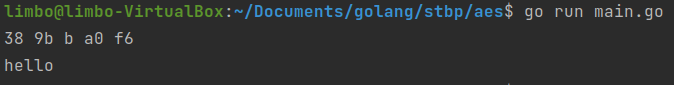 limbo@limbo-VirtualBox:~/Documents/golang/stbp/aes$ go run main.go
38 9b b a0 f6
hello